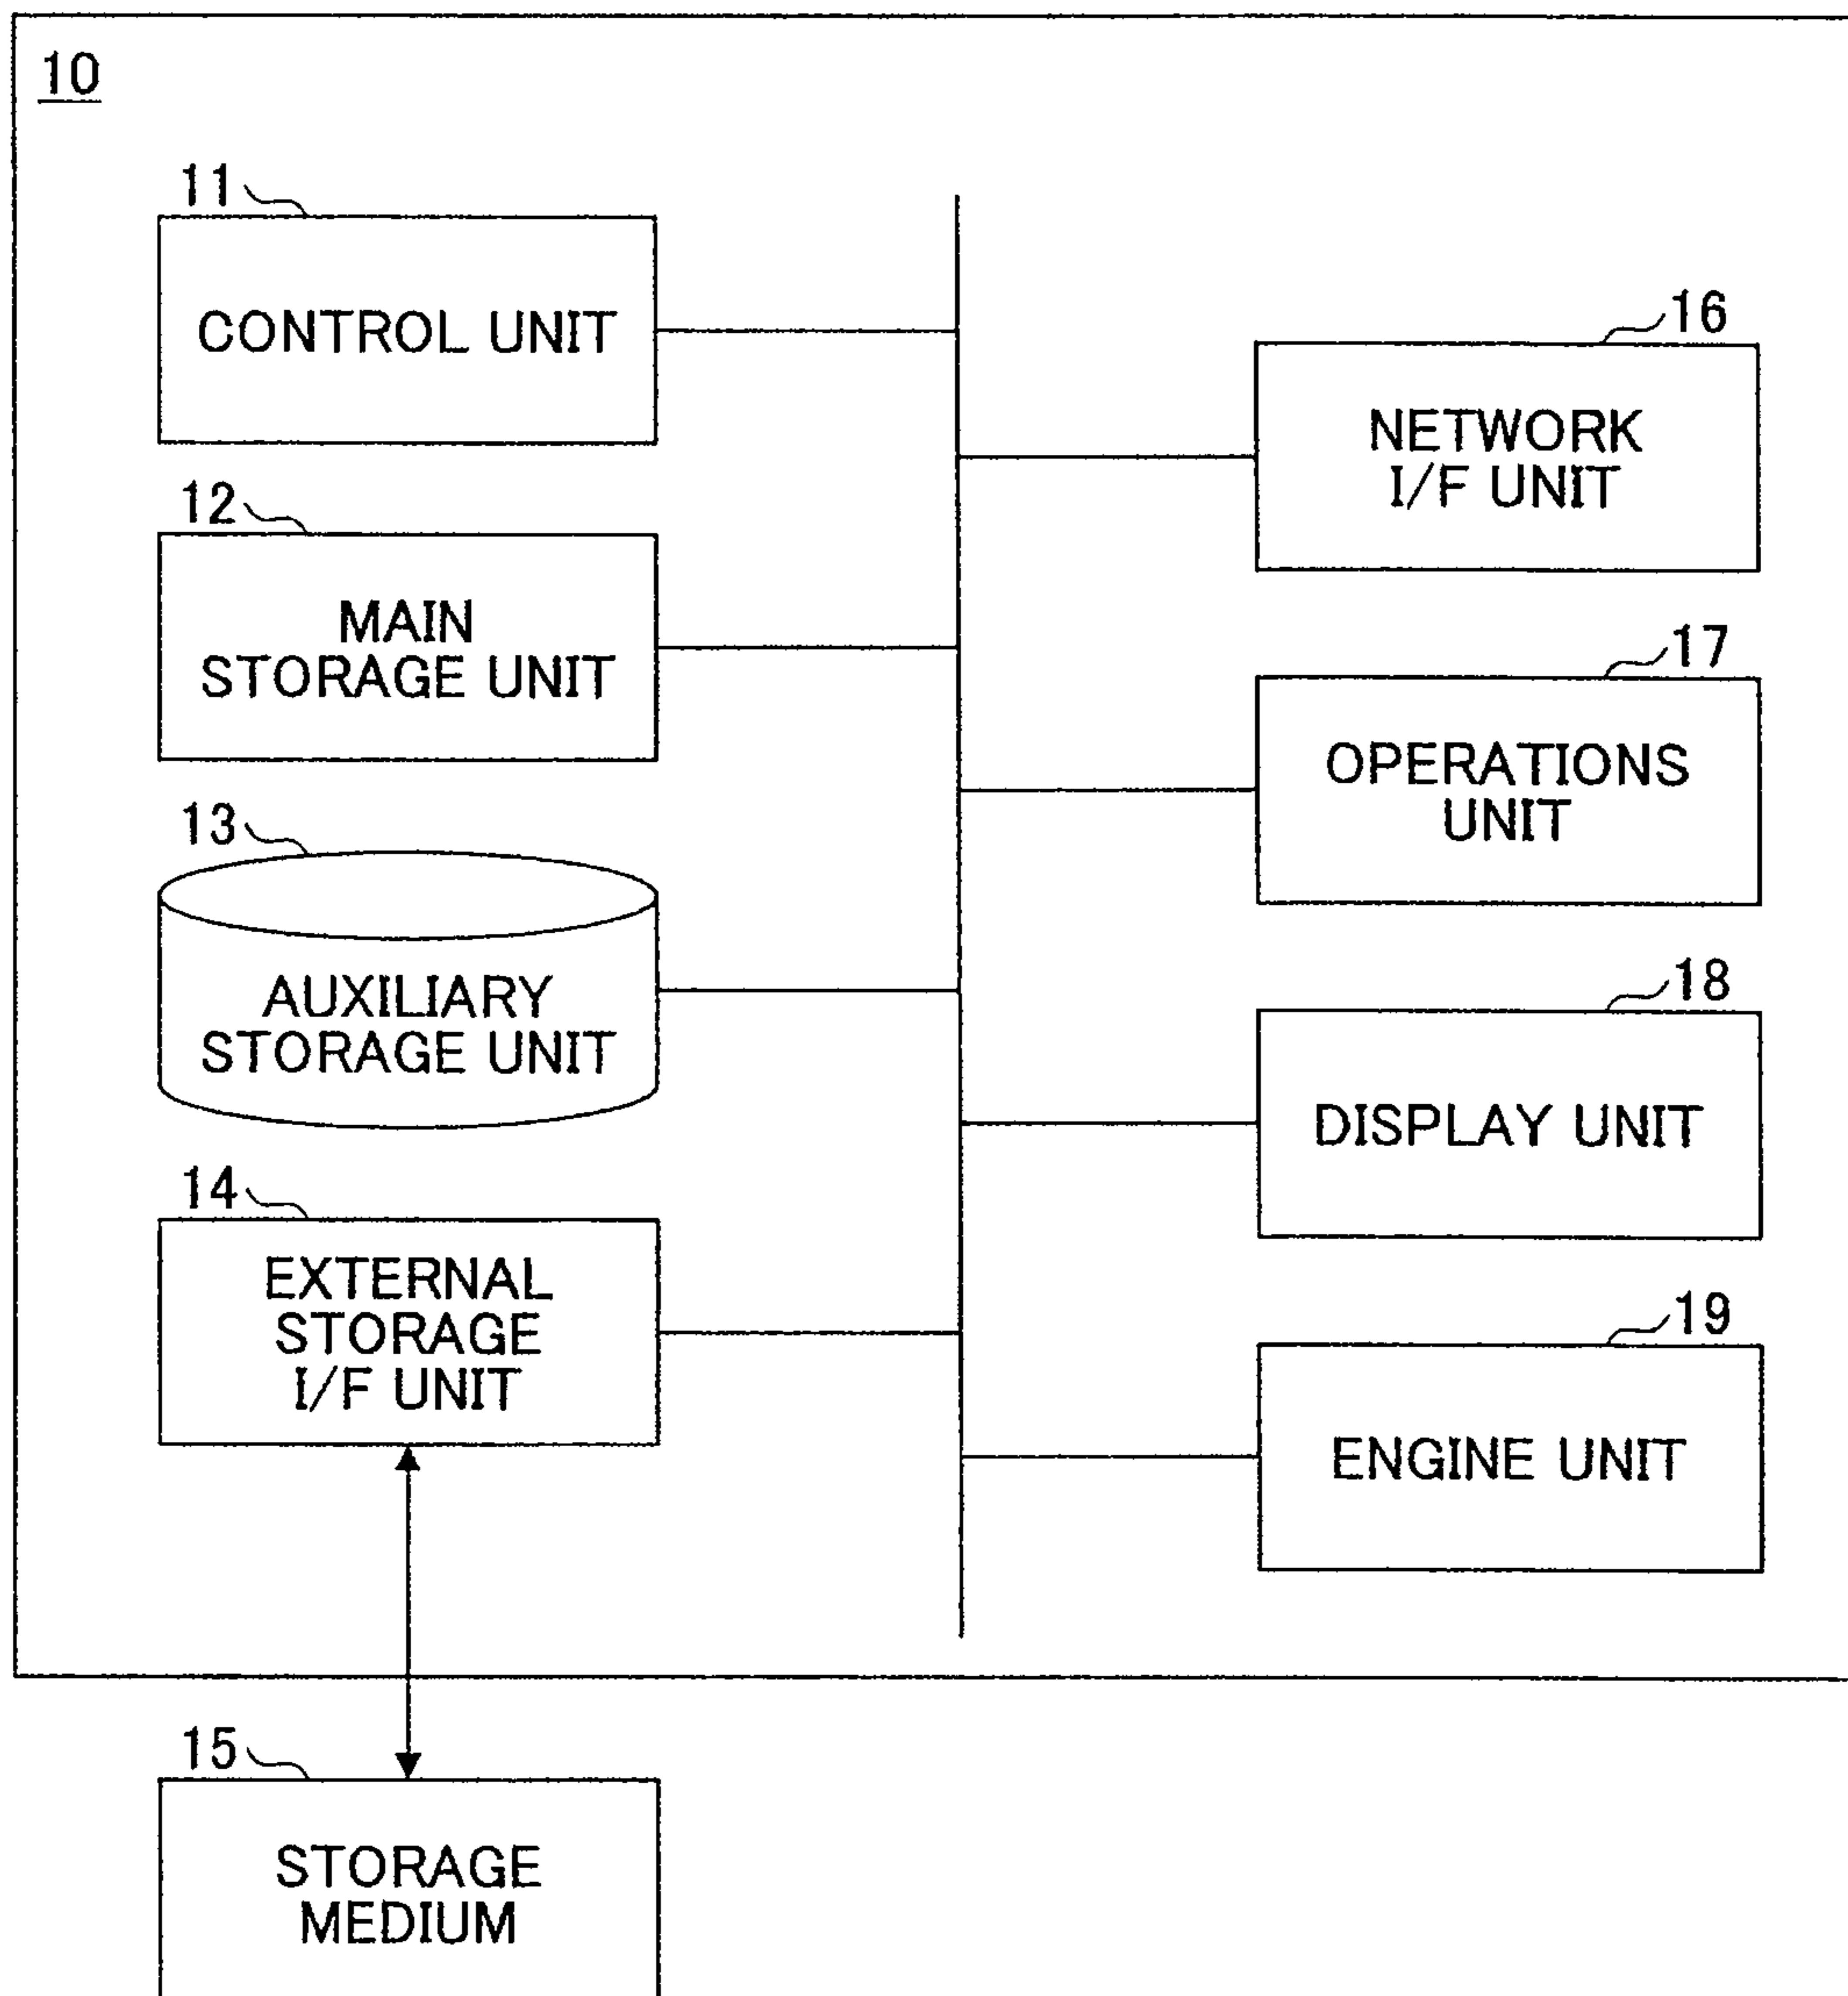 10
11
CONTROL UNIT
12
MAIN
STORAGE UNIT
13
AUXILIARY
STORAGE UNIT
14
EXTERNAL
STORAGE
I/F UNIT
15
STORAGE
MEDIUM
16
NETWORK
I/F UNIT
17
OPERATIONS
UNIT
18
DISPLAY UNIT
19
ENGINE UNIT